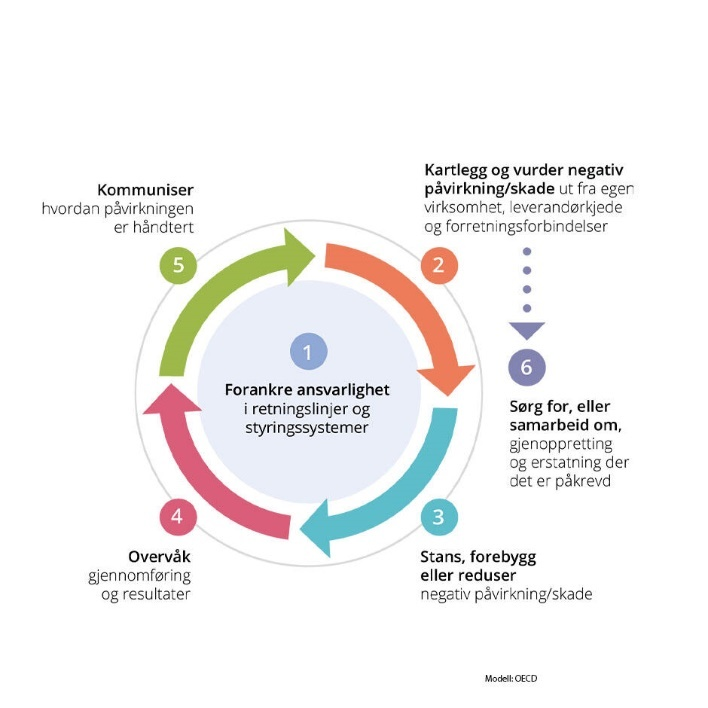 Kommuniser
hvordan påvirkningen
er håndtert
5
Kartlegg og vurder negativ
påvirkning/skade ut fra egen
virksomhet, leverandørkjede
og forretningsforbindelser
2
1
Forankre ansvarlighet
i retningslinjer og
styringssystemer
6
Sørg for, eller
samarbeid om,
gjenoppretting
og erstatning der
det er påkrevd
4
Overvåk
gjennomføring
og resultater
3
Stans, forebygg
eller reduser
negativ påvirkning/skade
Modell: OECD